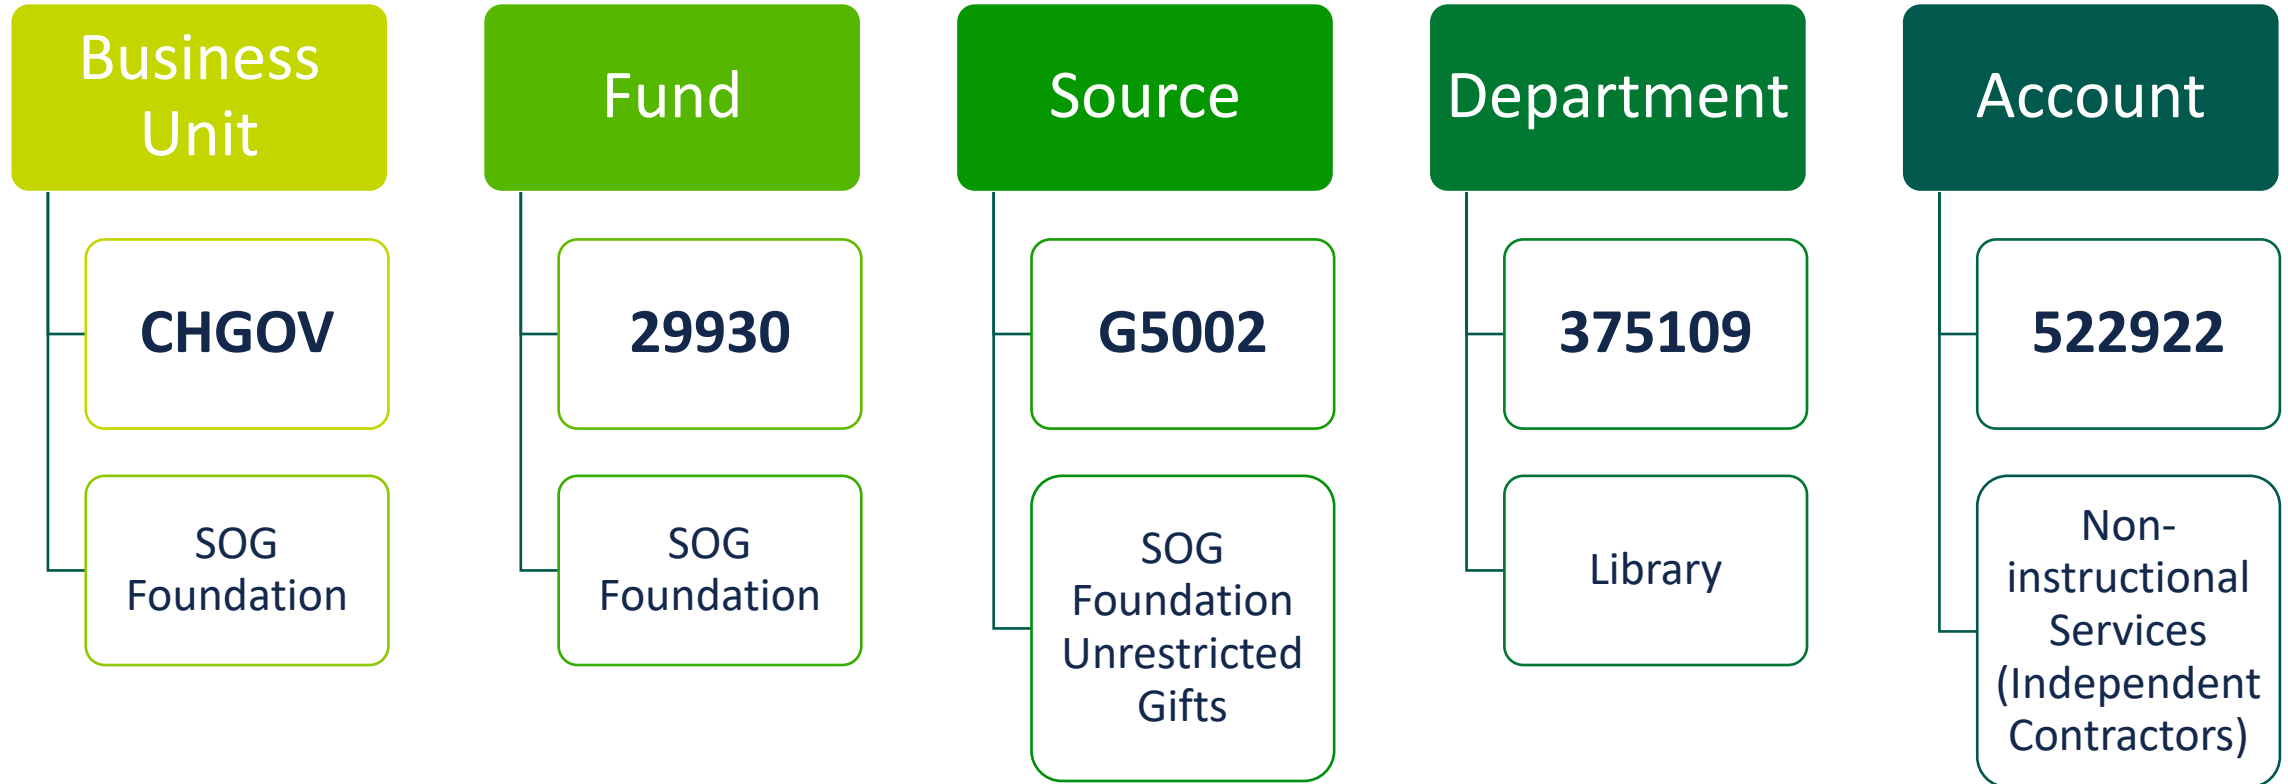 Business
Unit
CHGOV
SOG
Foundation
Fund
29930
SOG
Foundation
Source
G5002
SOG
Foundation
Unrestricted
Gifts
Department
375109
Library
Account
522922
Non-
instructional
Services
(Independent
Contractors)